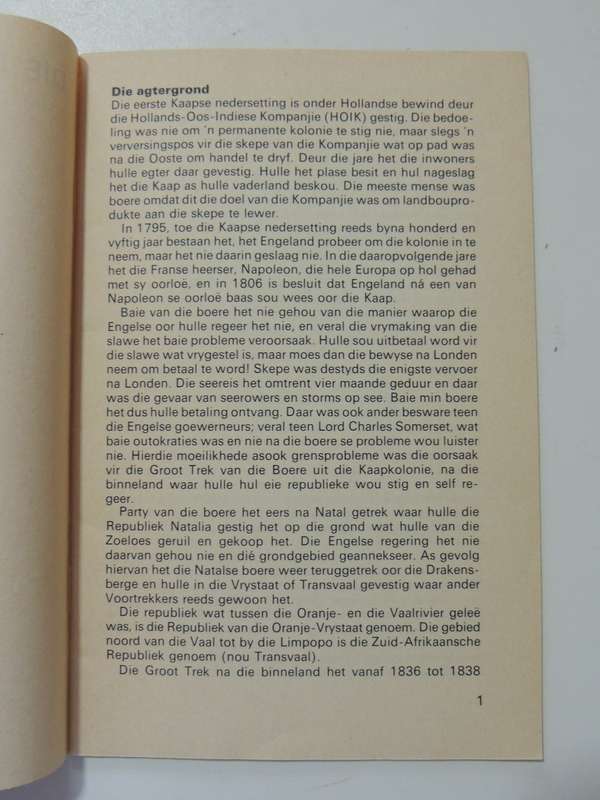 Die agtergrond
Die eerste Kaapse nedersetting is onder Hollandse bewind deur
die Hollands-Oos-Indiese Kompanjie (HOIK) gestig. Die bedoe-
ling was nie om 'n permanente kolonie te stig nie, maar slegs 'n
verversingspos vir die skepe van die Kompanjie wat op pad was
na die Ooste om handel te dryf. Deur die jare het die inwoners
hulle egter daar gevestig. Hulle het plase besit en hul nageslag
het die Kaap as hulle vaderland beskou. Die meeste mense was
boere omdat dit die doel van die Kompanjie was om landboupro-
dukte aan die skepe te lewer.
In 1795, toe die Kaapse nedersetting reeds byna honderd en
vyftig jaar bestaan het, het Engeland probeer om die kolonie in te
neem, maar het nie daarin geslaag nie. In die daaropvolgende jare
het die Franse heerser, Napoleon, die hele Europa op hol gehad
met sy oorloë, en in 1806 is besluit dat Engeland ná een van
Napoleon se oorloë baas sou wees oor die Kaap.
Baie van die boere het nie gehou van die manier waarop die
Engelse oor hulle regeer het nie, en veral die vrymaking van die
slawe het baie probleme veroorsaak. Hulle sou uitbetaal word vir
die slawe wat vrygestel is, maar moes dan die bewyse na Londen
neem om betaal te word! Skepe was destyds die enigste vervoer
na Londen. Die seereis het omtrent vier maande geduur en daar
was die gevaar van seerowers en storms op see. Baie min boere
het dus hulle betaling ontvang. Daar was ook ander besware teen
die Engelse goewerneurs; veral teen Lord Charles Somerset, wat
baie outokraties was en nie na die boere se probleme wou luister
nie. Hierdie moeilikhede asook grensprobleme was die oorsaak
vir die Groot Trek van die Boere uit die Kaapkolonie, na die
binneland waar hulle hul eie republieke wou stig en self re-
geer.
Party van die boere het eers na Natal getrek waar hulle die
Republiek Natalia gestig het op die grond wat hulle van die
Zoeloes geruil en gekoop het. Die Engelse regering het nie
daarvan gehou nie en dié grondgebied geannekseer. As gevolg
hiervan het die Natalse boere weer teruggetrek oor die Drakens-
berge en hulle in die Vrystaat of Transvaal gevestig waar ander
Voortrekkers reeds gewoon het.
Die republiek wat tussen die Oranje- en die Vaalrivier geleë
was, is die Republiek van die Oranje-Vrystaat genoem. Die gebied
noord van die Vaal tot by die Limpopo is die Zuid-Afrikaansche
Republiek genoem (nou Transvaal).
Die Groot Trek na die binneland het vanaf 1836 tot 1838
1